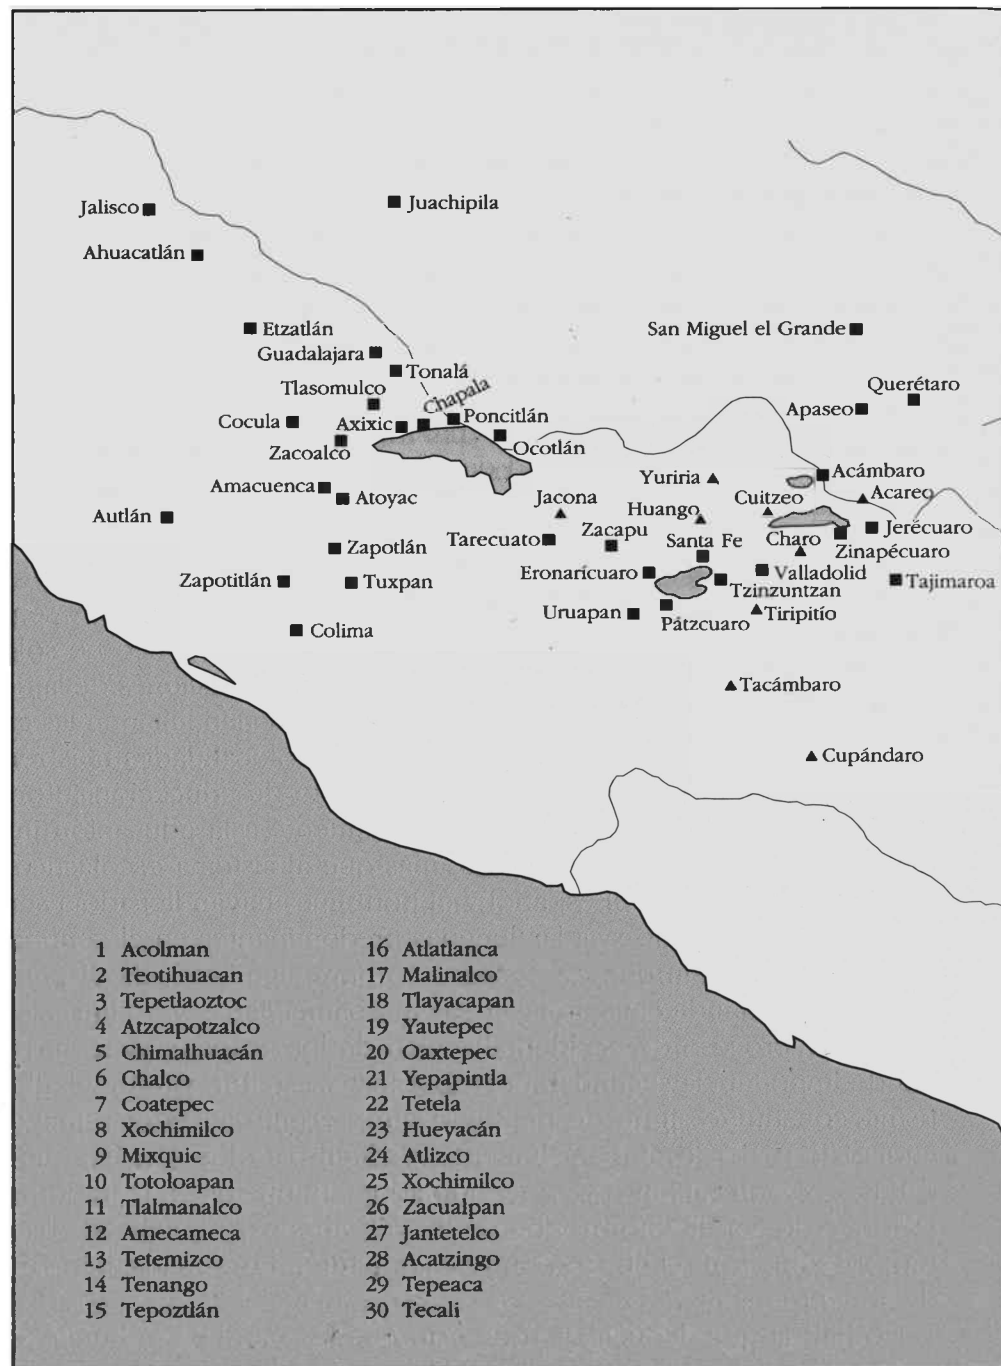 Jalisco
Juachipila
Ahuacatlán
Etzatlán
San Miguel el Grande
Guadalajara
Tonalá
Querétaro
Tlasomulco
Chapala
Apaseo
Cocula
Axixic
Poncitlán
Zacoalco
Ocotlán
Acámbaro
Yuriria
Amacuenca
Atoyac
Jacona
Cuitzeo
Acareo
Autlán
Huango
Jerécuaro
Tarecuato
Zacapu
Santa Fe
Charo
Zinapécuaro
Zapotlán
Zapotitlán
Tuxpan
Eronarícuaro
Valladolid
Tajimaroa
Tzinzuntzan
Uruapan
Pátzcuaro
Tiripitío
Colima
Tacámbaro
Cupándaro
1 Acolman
2 Teotihuacan
3 Tepetlaoztoc
4 Atzcapotzalco
5 Chimalhuacán
6 Chalco
7 Coatepec
8 Xochimilco
9 Mixquic
10 Totoloapan
11 Tlalmanalco
12 Amecameca
13 Tetemizco
14 Tenango
15 Tepoztlán
16 Atlatlanca
17 Malinalco
18 Tlayacapan
19 Yautepec
20 Oaxtepec
21 Yepapintla
22 Tetela
23 Hueyacán
24 Atlizco
25 Xochimilco
26 Zacualpan
27 Jantetelco
28 Acatzingo
29 Tepeaca
30 Tecali